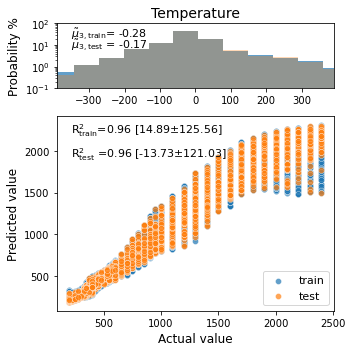 Temperature
Probability %
10²
10¹
10⁰
10⁻¹
μ̃₃,train= -0.28
μ̃₃,test = -0.17
−300 −200 −100 0 100 200 300
R²train=0.96 [14.89±125.56]
R²test =0.96 [-13.73±121.03]
Predicted value
2000
1500
1000
500
train
test
500 1000 1500 2000 2500
Actual value